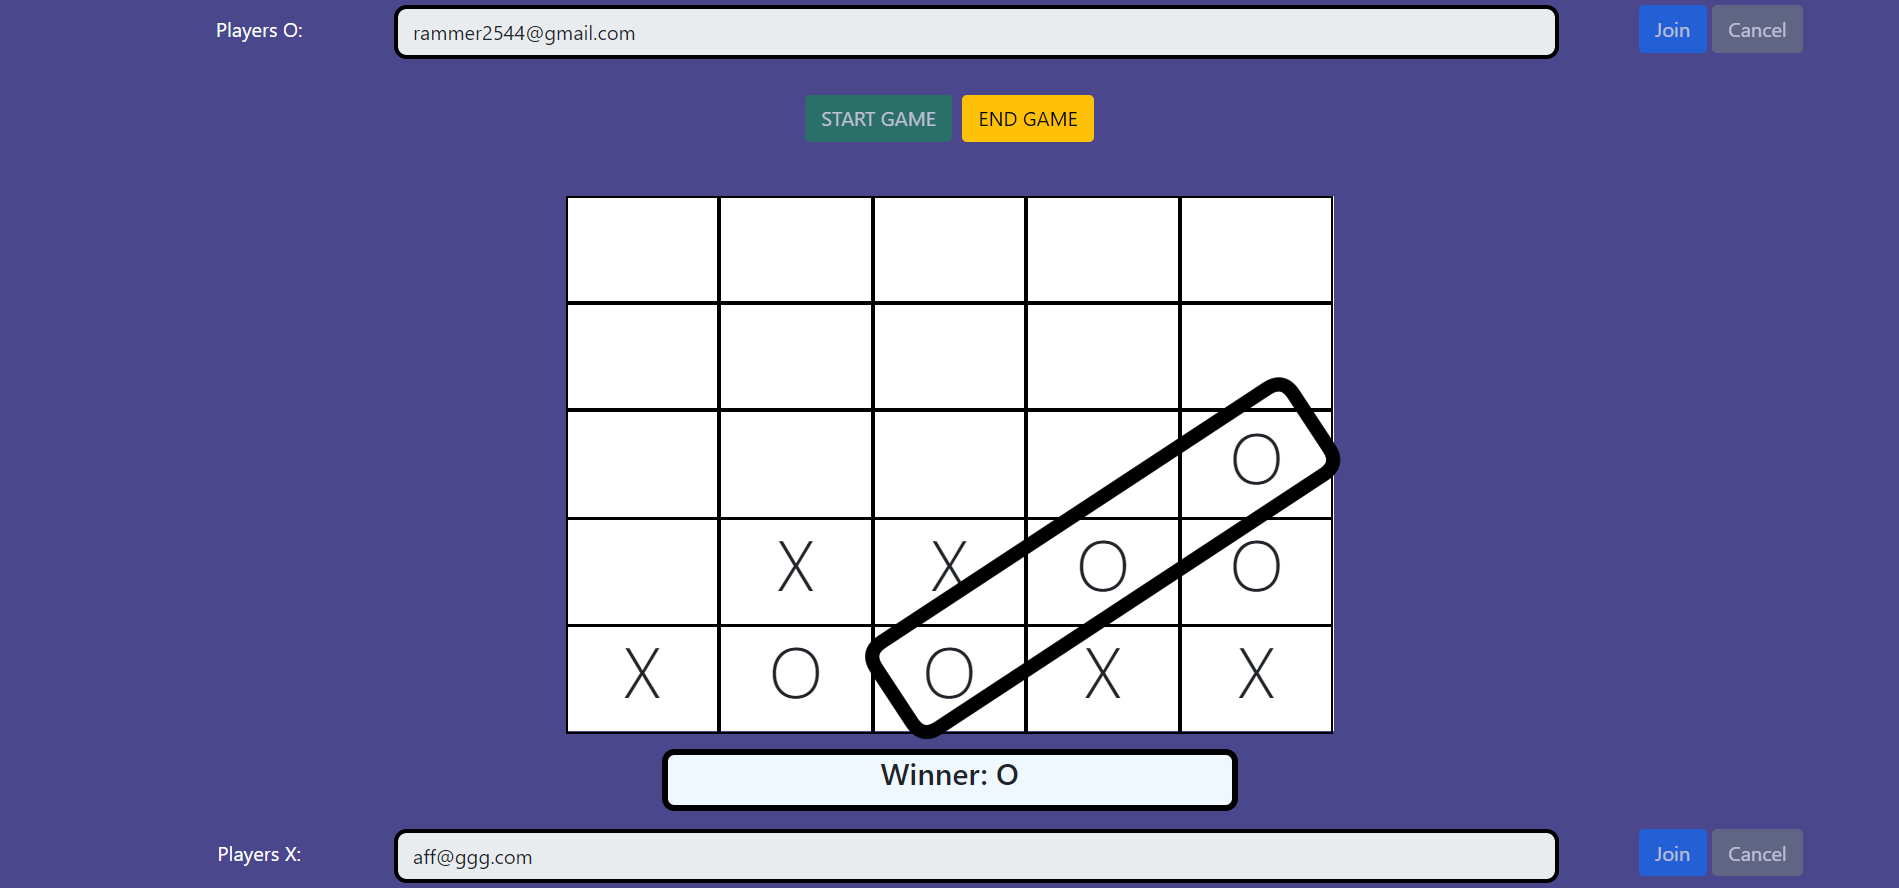 Players O: rammer2544@gmail.com Join Cancel
START GAME END GAME
O
X X O O
X O O X X
Winner: O
Players X: aff@ggg.com Join Cancel